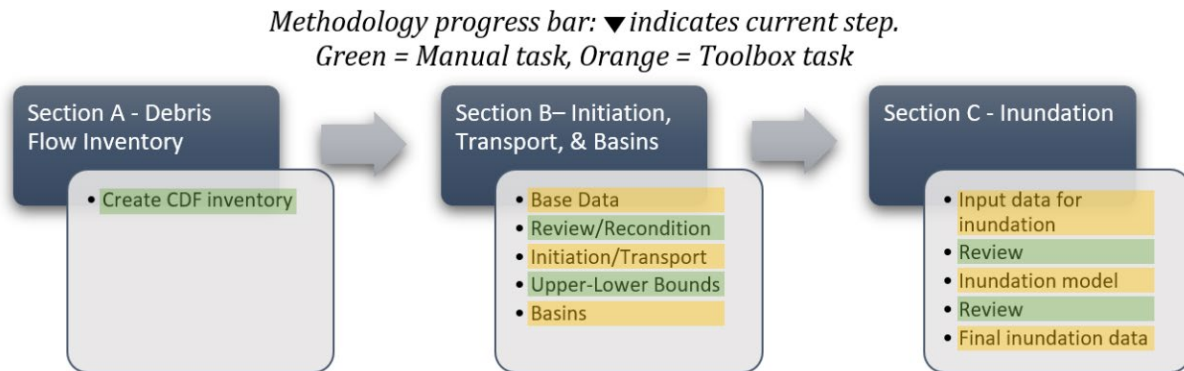 Methodology progress bar: ▼ indicates current step.
Green = Manual task, Orange = Toolbox task
Section A - Debris
Flow Inventory
• Create CDF inventory
Section B– Initiation,
Transport, & Basins
• Base Data
• Review/Recondition
• Initiation/Transport
• Upper-Lower Bounds
• Basins
Section C - Inundation
• Input data for
inundation
• Review
• Inundation model
• Review
• Final inundation data